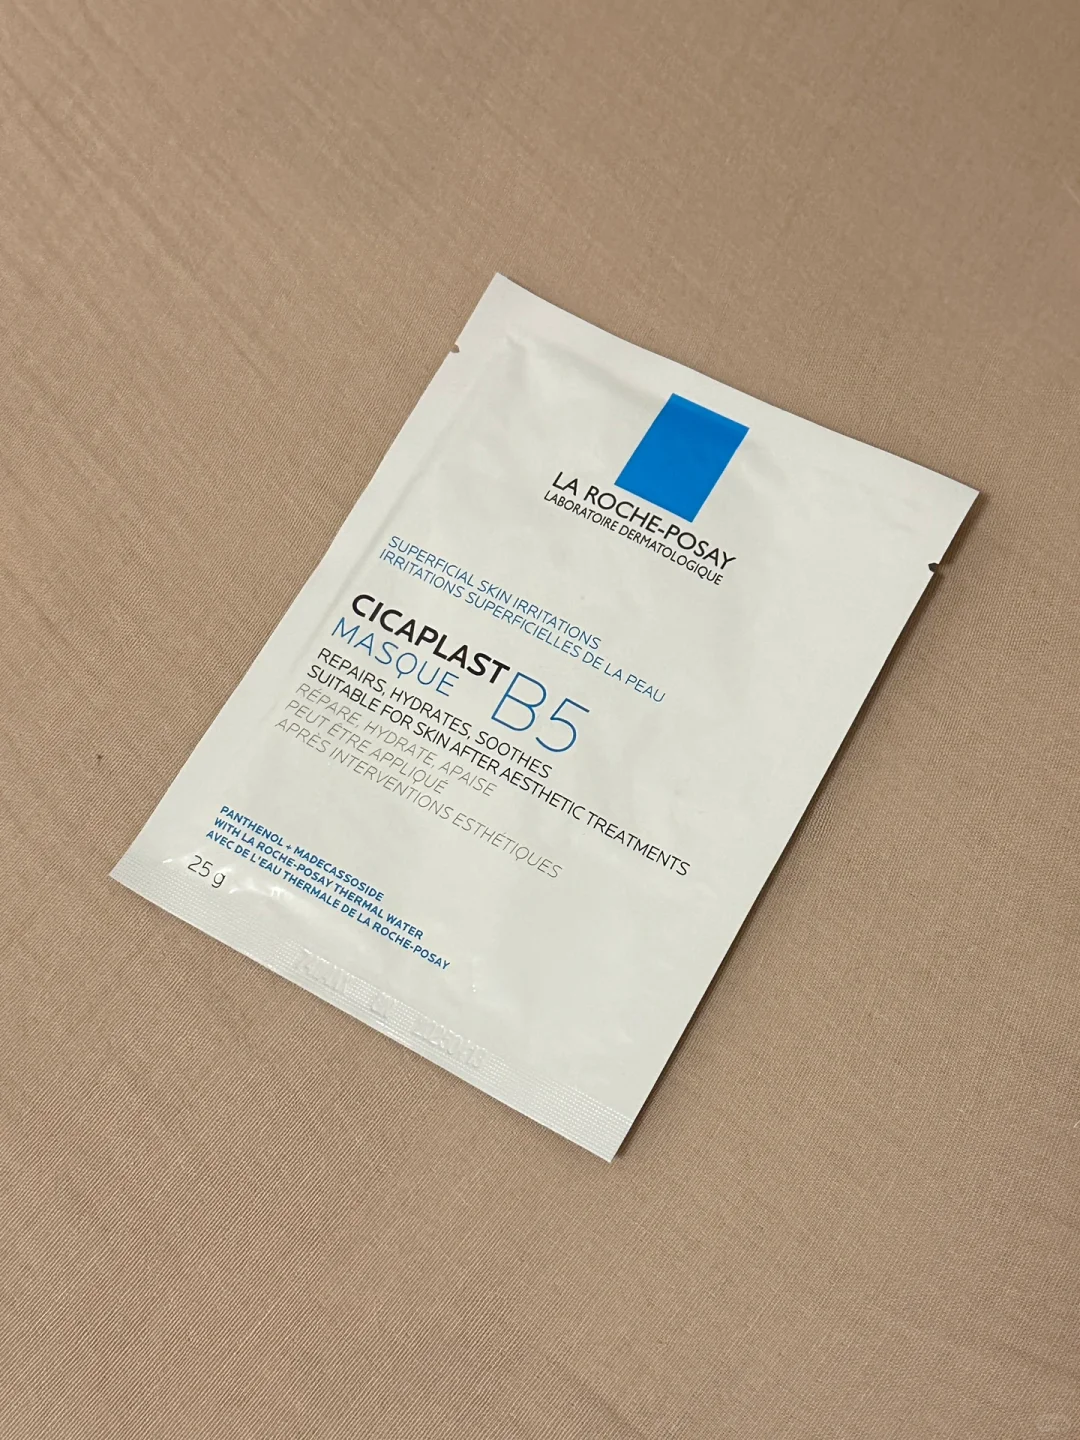 LA ROCHE-POSAY
LABORATOIRE DERMATOLOGIQUE
SUPERFICIAL SKIN IRRITATIONS
IRRITATIONS SUPERFICIELLES DE LA PEAU
CICAPLAST
MASQUE B5
REPAIRS, HYDRATES, SOOTHES
SUITABLE FOR SKIN AFTER AESTHETIC TREATMENTS
RÉPARE, HYDRATE, APAISE
PEUT ÊTRE APPLIQUÉ
APRÈS INTERVENTIONS ESTHÉTIQUES
PANTHENOL + MADECASSOSIDE
WITH LA ROCHE-POSAY THERMAL WATER
AVEC DE L'EAU THERMALE DE LA ROCHE-POSAY
25 g